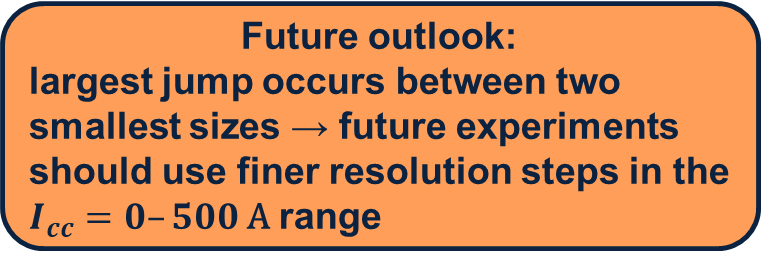 Future outlook:
largest jump occurs between two
smallest sizes → future experiments
should use finer resolution steps in the
I_cc = 0–500 A range